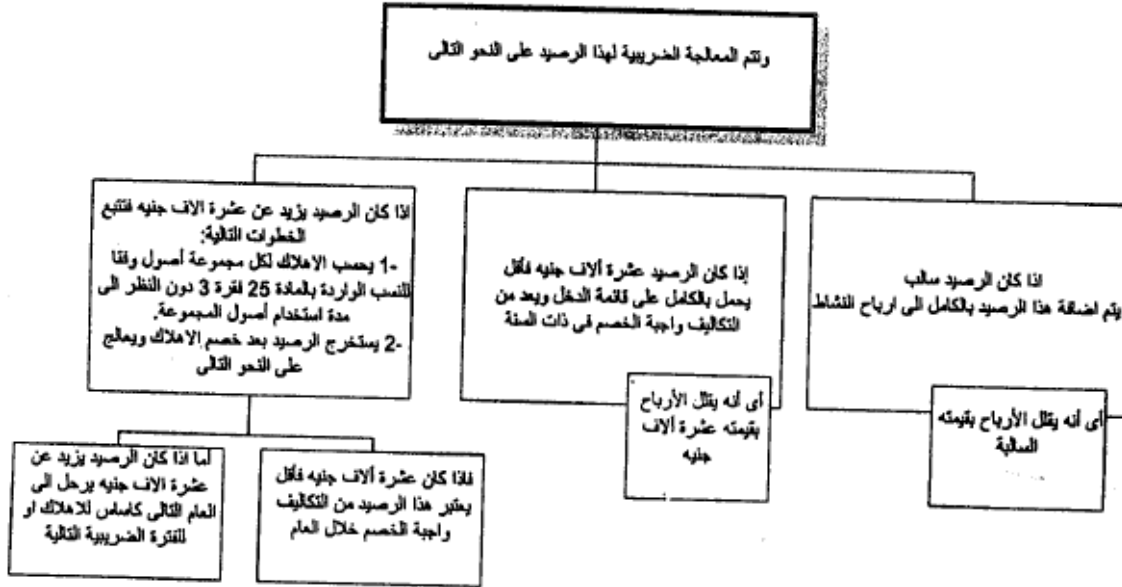 وتتم المعالجة الضريبية لهذا الرصيد على النحو التالى
اذا كان الرصيد سالب
يتم اضافة هذا الرصيد بالكامل الى ارباح النشاط
أى أنه يقلل الأرباح بقيمته
السالبة
إذا كان الرصيد عشرة ألاف جنيه فأقل
يحمل بالكامل على قائمة الدخل ويعد من
التكاليف واجبة الخصم فى ذات السنة
أى أنه يقلل الأرباح
بقيمته عشرة ألاف
جنيه
اذا كان الرصيد يزيد عن عشرة الاف جنيه فتتبع
الخطوات التالية:
1- يحسب الاهلاك لكل مجموعة أصول وفقا
للنسب الواردة بالمادة 25 فقرة 3 دون النظر الى
مدة استخدام أصول المجموعة.
2- يستخرج الرصيد بعد خصم الاهلاك ويعالج
على النحو التالى
فاذا كان عشرة ألاف جنيه فأقل
يعتبر هذا الرصيد من التكاليف
واجبة الخصم خلال العام
أما اذا كان الرصيد يزيد عن
عشرة الاف جنيه يرحل الى
العام التالى كاساس للاهلاك او
للفترة الضريبية التالية